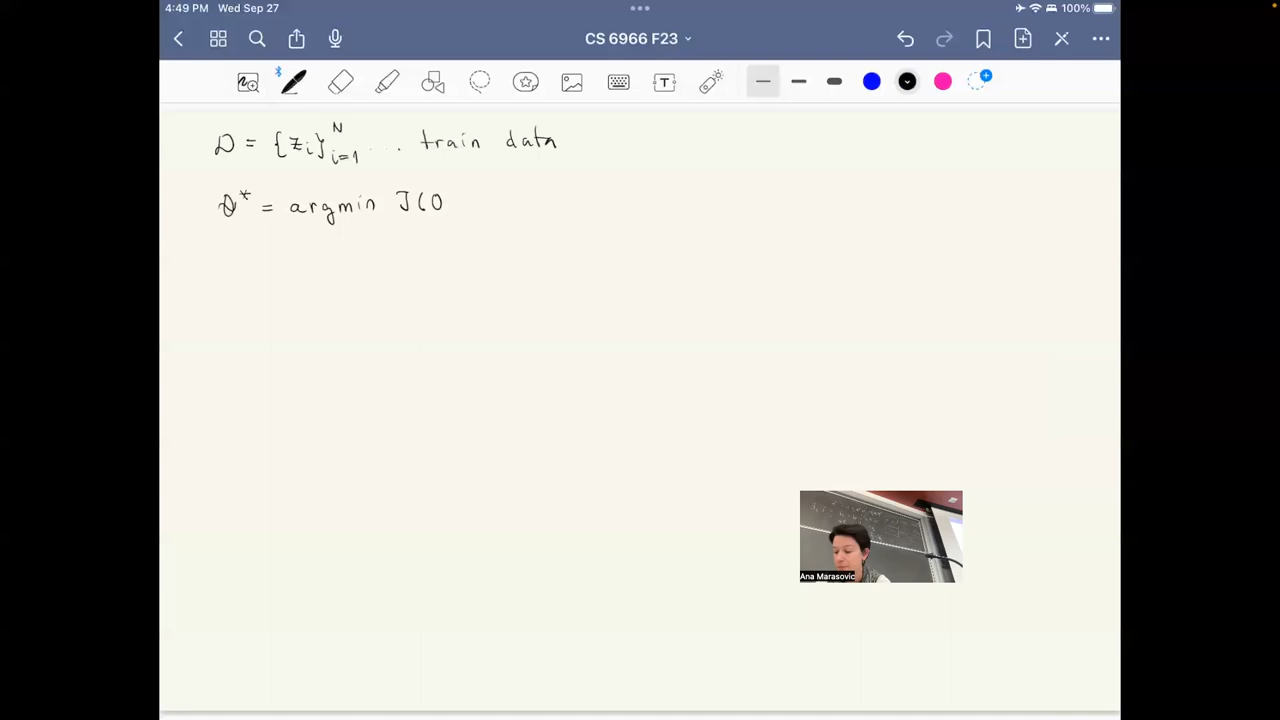 4:49 PM Wed Sep 27
100%
CS 6966 F23
T
D = {z_i}_{i=1}^N ... train data
θ* = argmin J(θ
Ana Marasovic